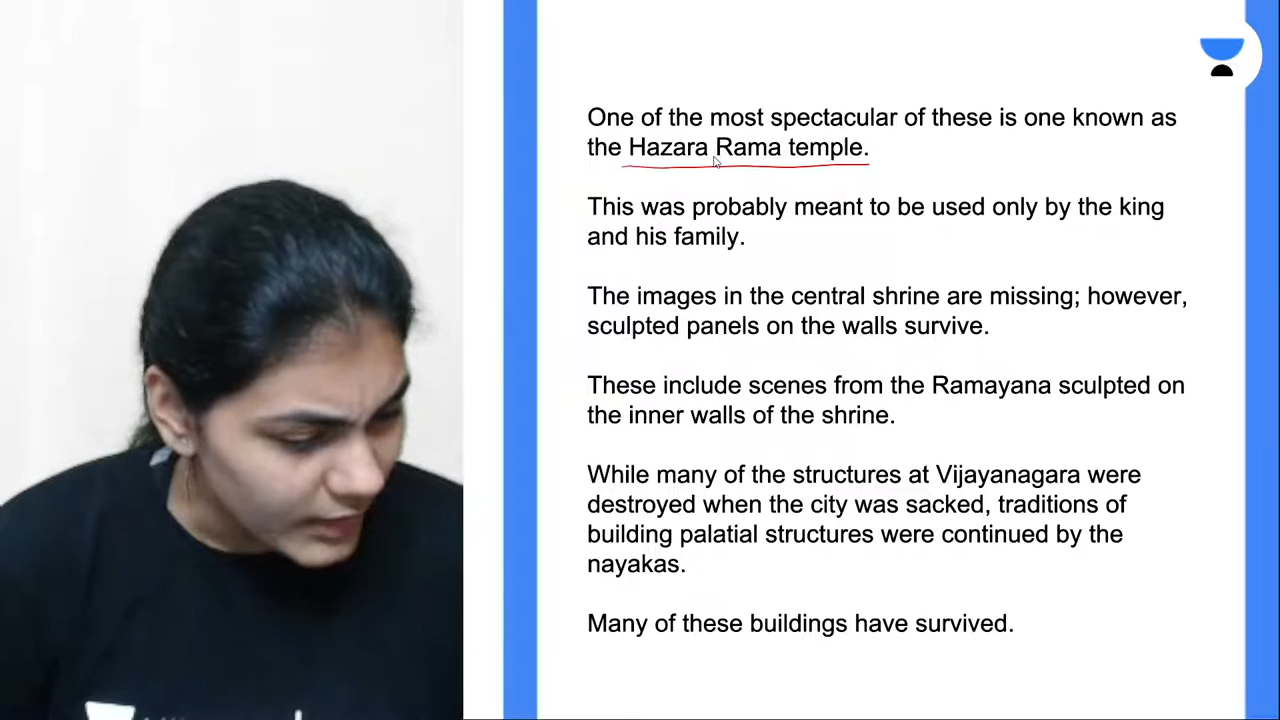 One of the most spectacular of these is one known as
the Hazara Rama temple.
This was probably meant to be used only by the king
and his family.
The images in the central shrine are missing; however,
sculpted panels on the walls survive.
These include scenes from the Ramayana sculpted on
the inner walls of the shrine.
While many of the structures at Vijayanagara were
destroyed when the city was sacked, traditions of
building palatial structures were continued by the
nayakas.
Many of these buildings have survived.